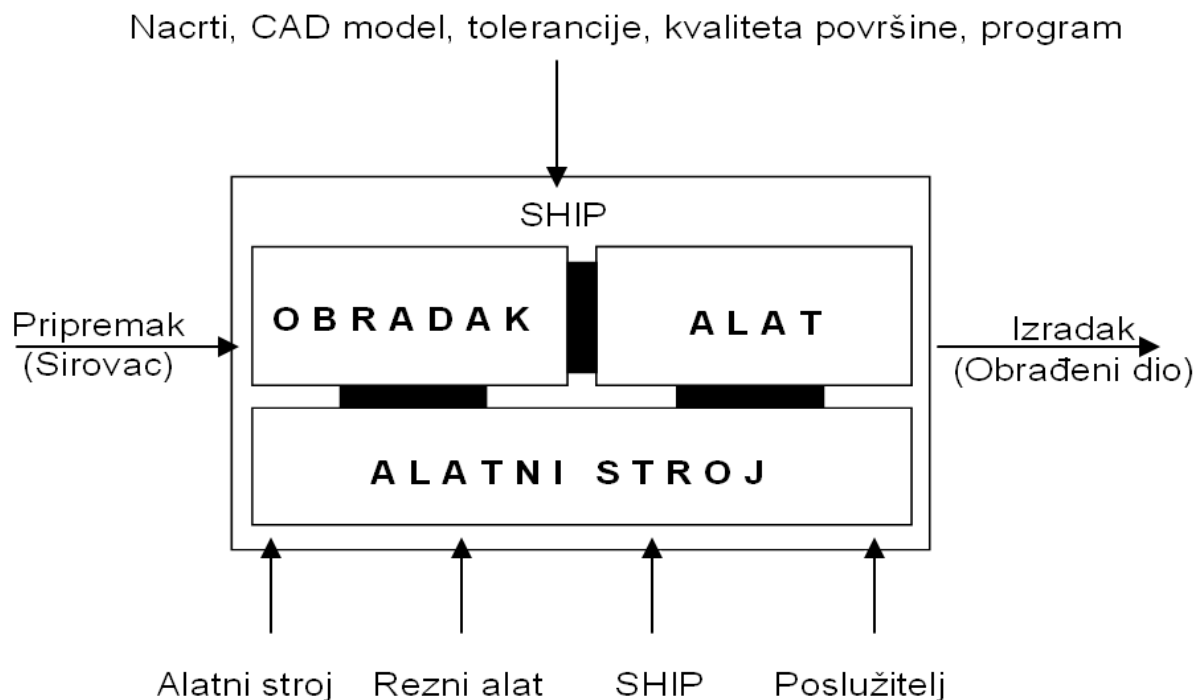 Nacrti, CAD model, tolerancije, kvaliteta površine, program
SHIP
OBRADAK
ALAT
Pripremak
(Sirovac)
Izradak
(Obrađeni dio)
ALATNI STROJ
Alatni stroj
Rezni alat
SHIP
Poslužitelj